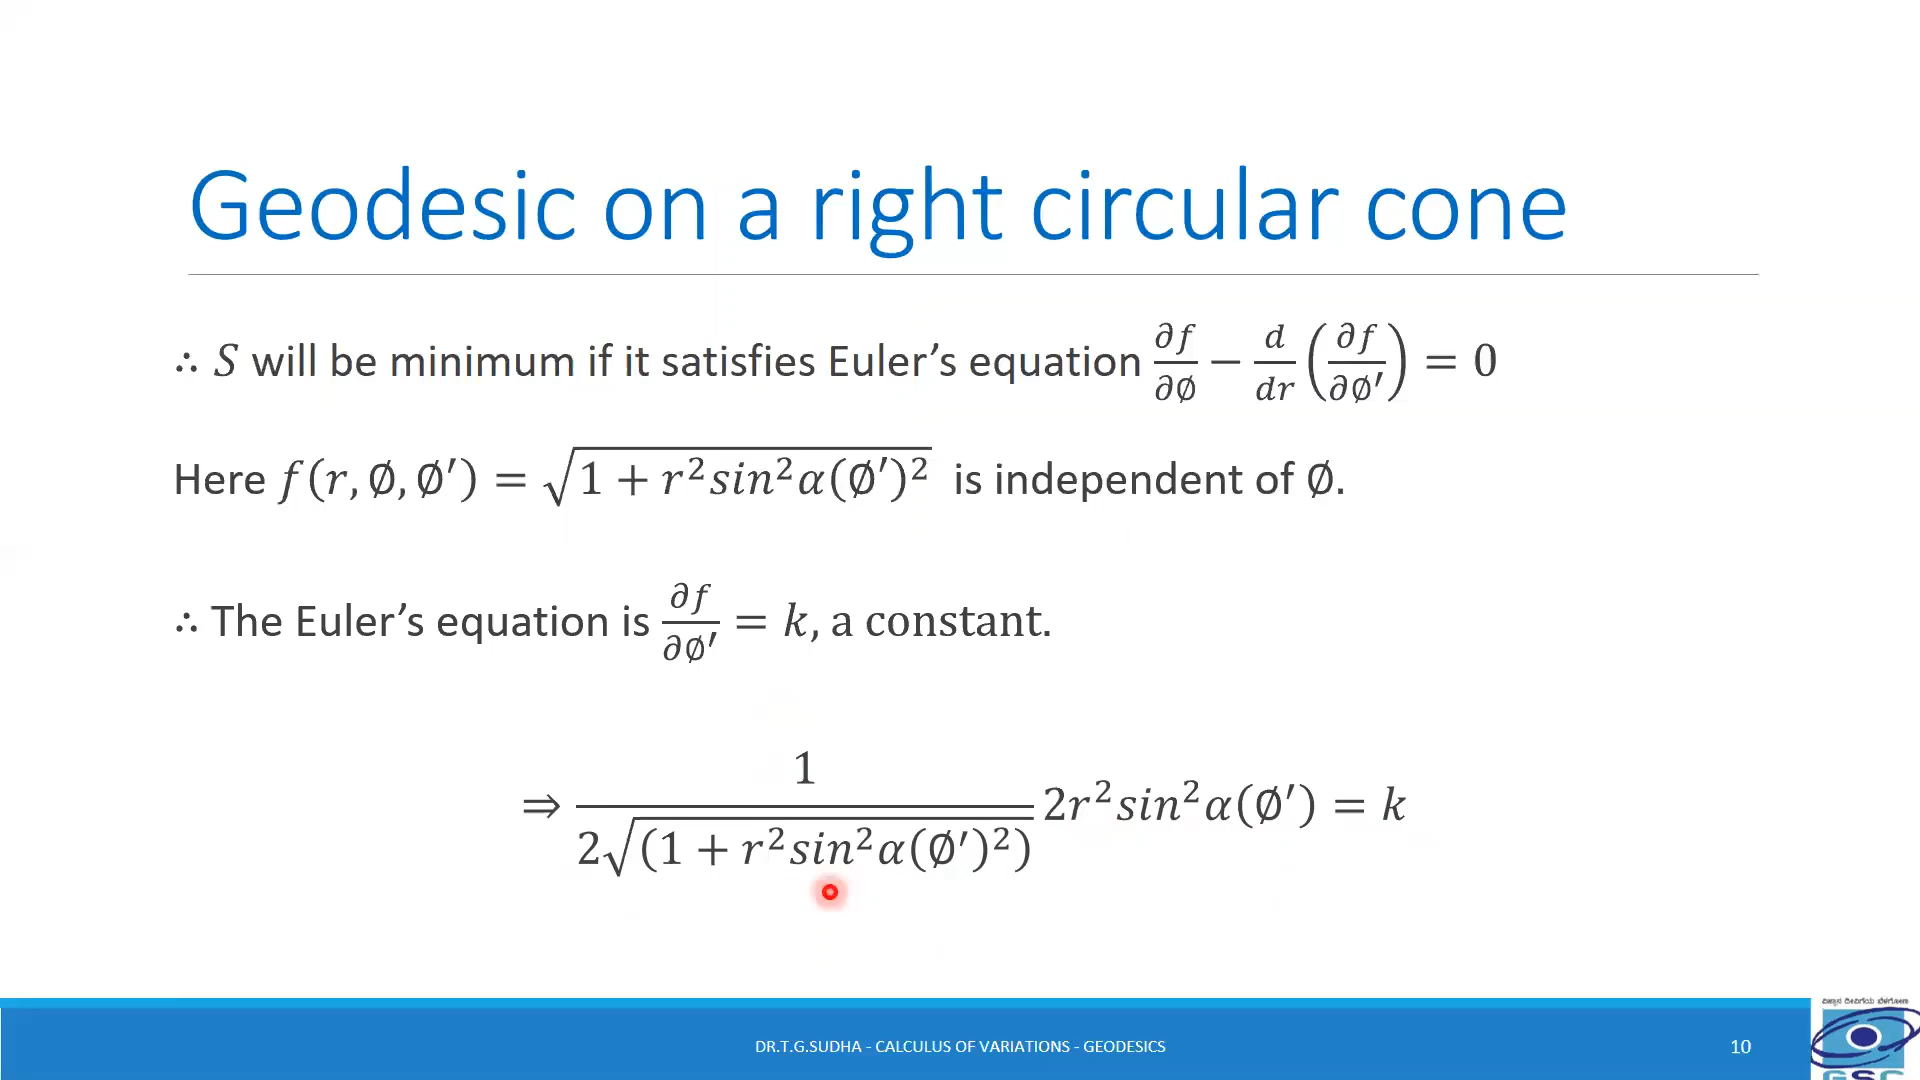 Geodesic on a right circular cone
∴ 𝑆 will be minimum if it satisfies Euler’s equation ∂f/∂∅ − d/dr (∂f/∂∅′) = 0
Here f(r, ∅, ∅′) = √(1 + r²sin²α(∅′)²) is independent of ∅.
∴ The Euler’s equation is ∂f/∂∅′ = k, a constant.
⇒ 1/(2√((1 + r²sin²α(∅′)²))) 2r²sin²α(∅′) = k
DR.T.G.SUDHA - CALCULUS OF VARIATIONS - GEODESICS
10
GSC